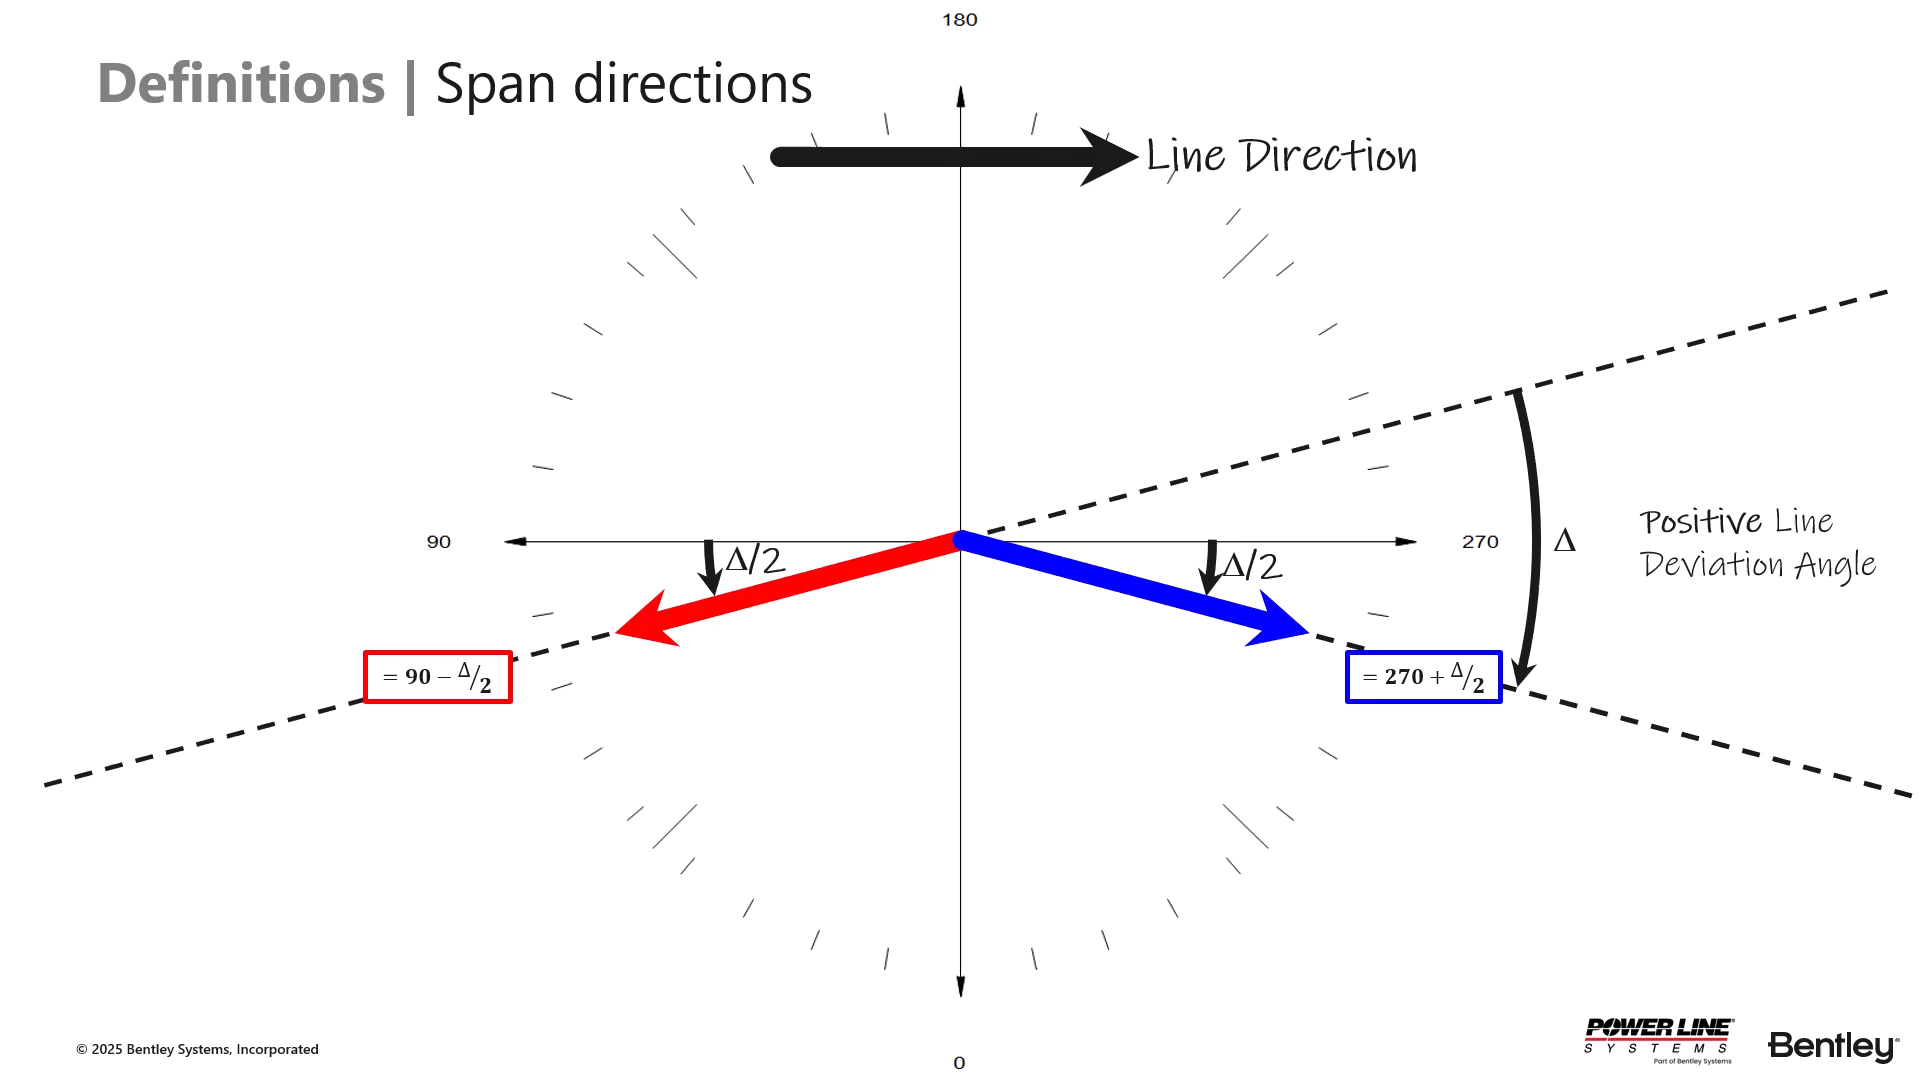 180
Definitions | Span directions
Line Direction
90
Δ/2
Δ/2
270
Δ
Positive Line
Deviation Angle
= 90 − Δ/2
= 270 + Δ/2
© 2025 Bentley Systems, Incorporated
0
POWER LINE
SYSTEMS
Part of Bentley Systems
Bentley